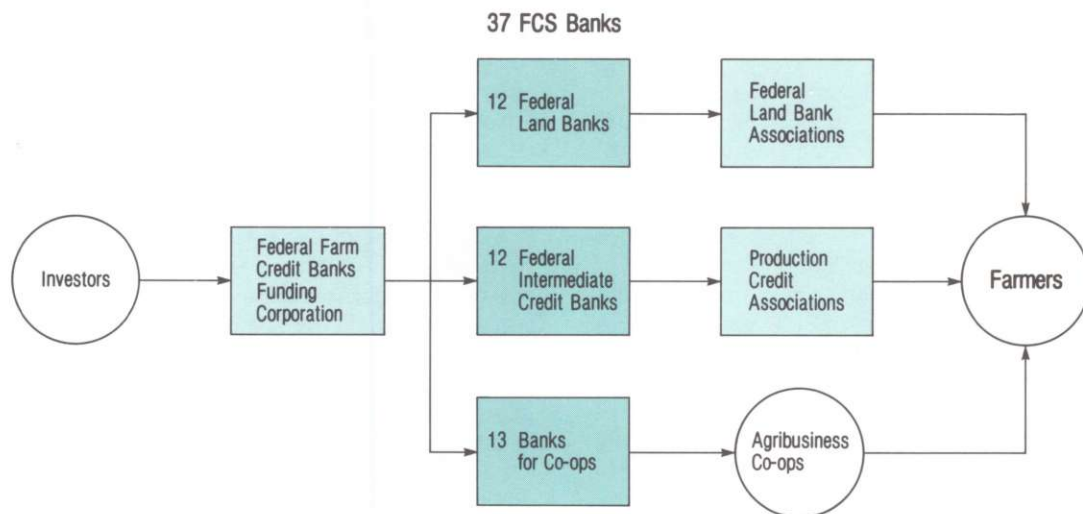 37 FCS Banks
12 Federal
Land Banks
Federal
Land Bank
Associations
Investors
Federal Farm
Credit Banks
Funding
Corporation
12 Federal
Intermediate
Credit Banks
Production
Credit
Associations
Farmers
13 Banks
for Co-ops
Agribusiness
Co-ops